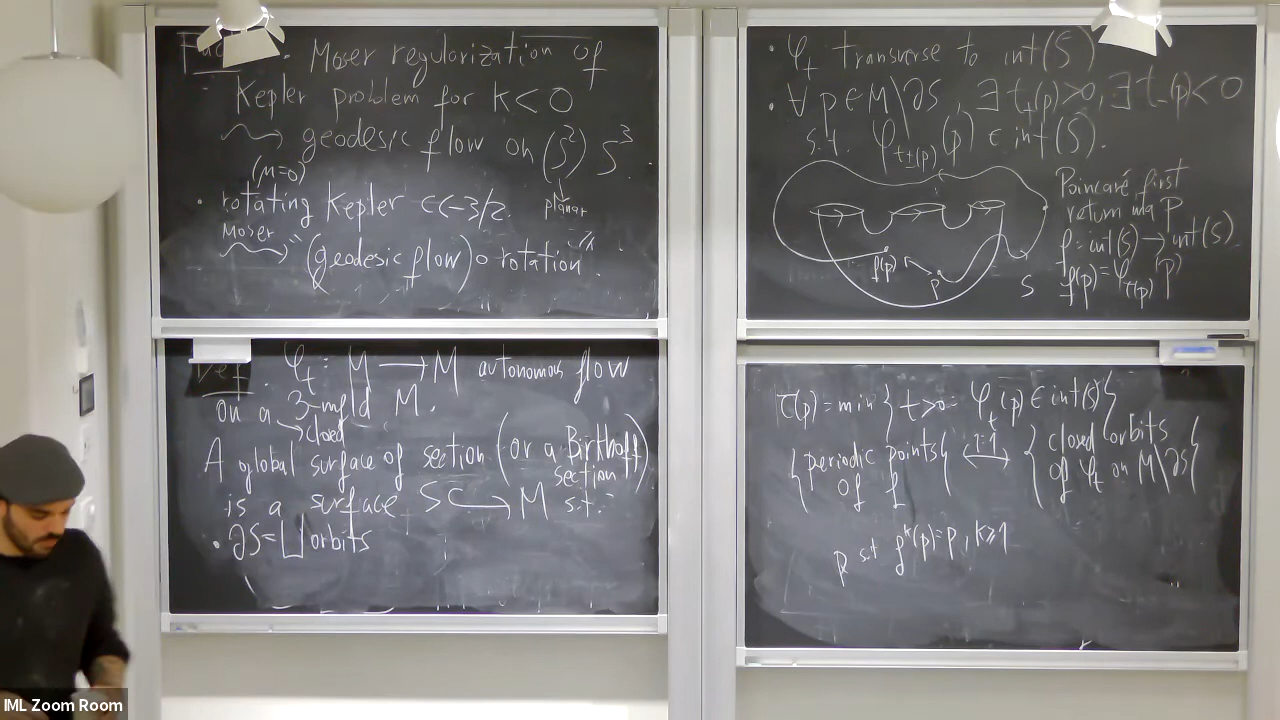 Fact . Moser regularization of
Kepler problem for K<0
⇝ geodesic flow on (S²) S³.
(μ=0)
planar
• rotating Kepler c<-3/2.
Moser
⇝ "(geodesic flow) ∘ rotation".
Def. φ_t : M → M autonomous flow
on a 3-mfld M.
→ closed
A global surface of section (or a Birkhoff
section)
is a surface S ↪ M s.t.
• ∂S = ⊔ orbits
• φ_t transverse to int(S)
• ∀ p ∈ M\∂S, ∃ t₊(p)>0, ∃ t₋(p)<0
s.t. φ_{t±(p)}(p) ∈ int(S).
Poincaré first
return map
f: int(S) → int(S)
f(p) = φ_{τ(p)}(p)
f(p)
p
S
τ(p) = min { t>0 : φ_t(p) ∈ int(S) }
{ periodic points of f } ⟷ 1:1 { closed orbits of φ_t on M\∂S }
p s.t f^k(p)=p, k≥1
IML Zoom Room